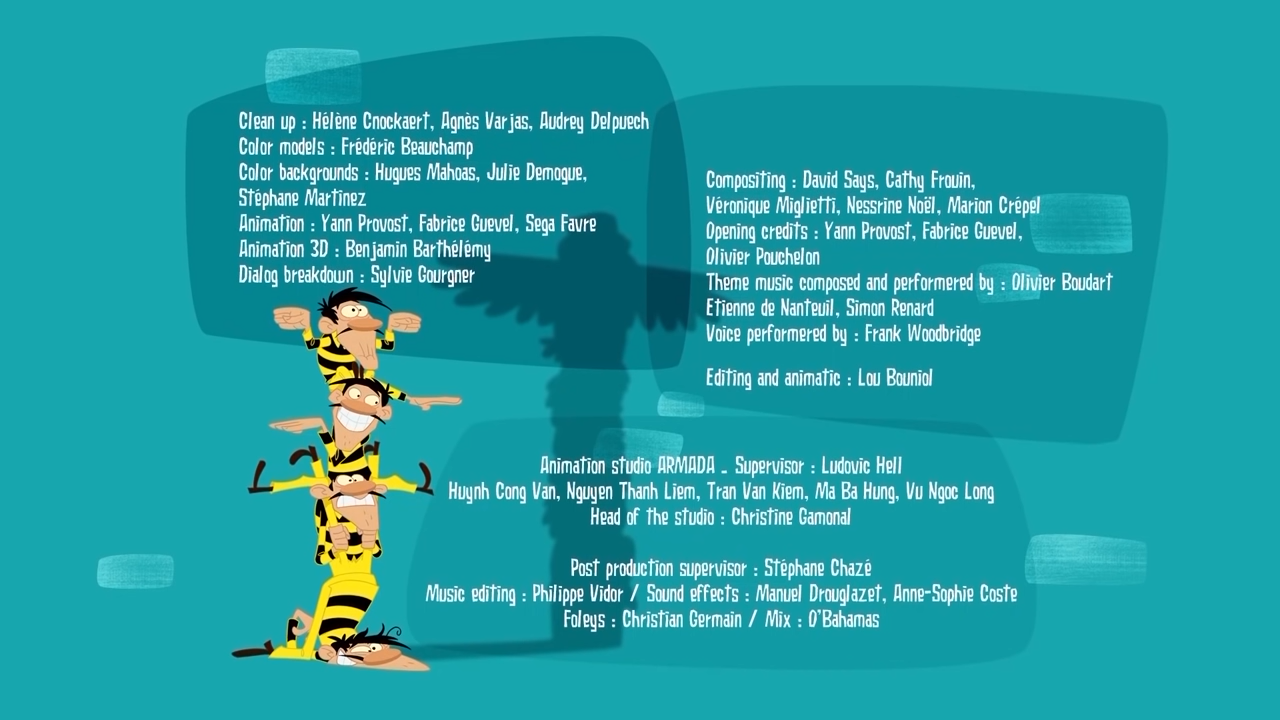 Clean up : Hélène Cnockaert, Agnès Varjas, Audrey Delpuech
Color models : Frédéric Beauchamp
Color backgrounds : Hugues Mahoas, Julie Demogue,
Stéphane Martinez
Animation : Yann Provost, Fabrice Guevel, Sega Favre
Animation 3D : Benjamin Barthélémy
Dialog breakdown : Sylvie Gourgner
Compositing : David Says, Cathy Frouin,
Véronique Miglietti, Nessrine Noël, Marion Crépel
Opening credits : Yann Provost, Fabrice Guevel,
Olivier Pouchelon
Theme music composed and performered by : Olivier Boudart
Etienne de Nanteuil, Simon Renard
Voice performered by : Frank Woodbridge
Editing and animatic : Lou Bouniol
Animation studio ARMADA - Supervisor : Ludovic Hell
Huynh Cong Van, Nguyen Thanh Liem, Tran Van Kiem, Ma Ba Hung, Vu Ngoc Long
Head of the studio : Christine Gamonal
Post production supervisor : Stéphane Chazé
Music editing : Philippe Vidor / Sound effects : Manuel Drouglazet, Anne-Sophie Coste
Foleys : Christian Germain / Mix : O'Bahamas